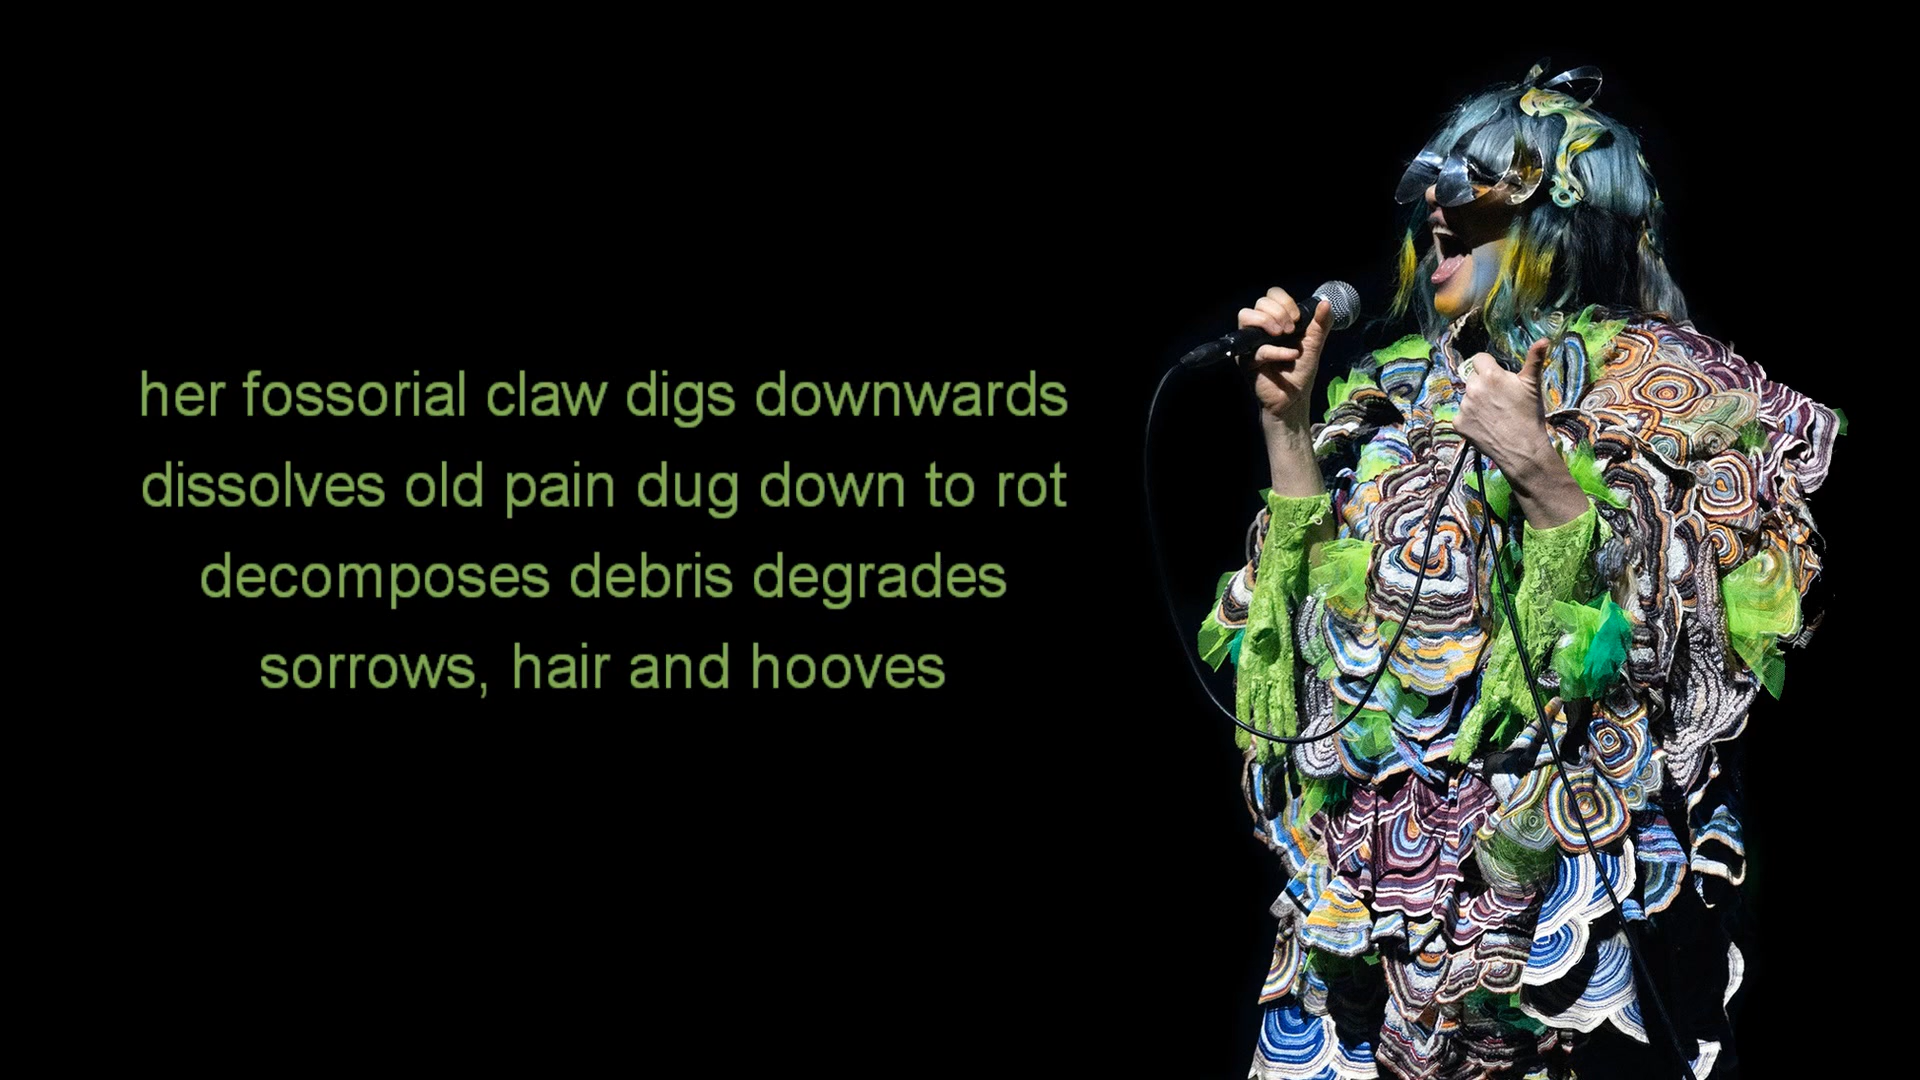 her fossorial claw digs downwards
dissolves old pain dug down to rot
decomposes debris degrades
sorrows, hair and hooves